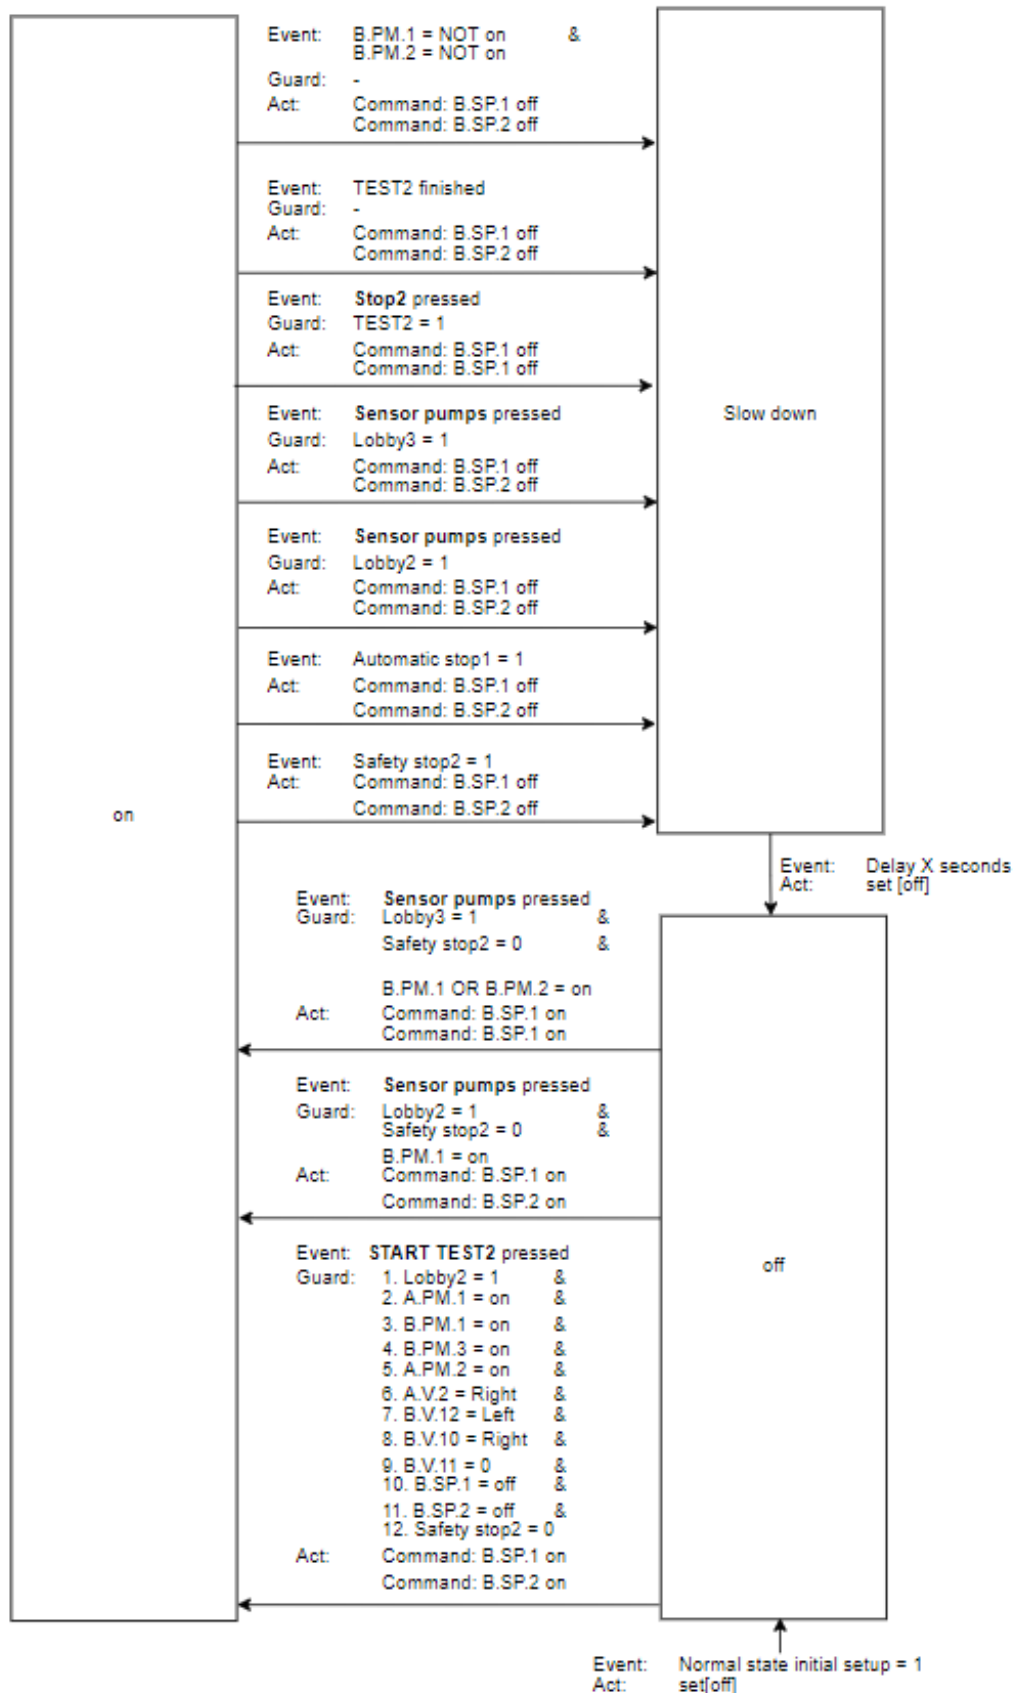 Event: B.PM.1 = NOT on &
B.PM.2 = NOT on
Guard: -
Act: Command: B.SP.1 off
Command: B.SP.2 off
Event: TEST2 finished
Guard: -
Act: Command: B.SP.1 off
Command: B.SP.2 off
Event: Stop2 pressed
Guard: TEST2 = 1
Act: Command: B.SP.1 off
Command: B.SP.1 off
Event: Sensor pumps pressed
Guard: Lobby3 = 1
Act: Command: B.SP.1 off
Command: B.SP.2 off
Slow down
Event: Sensor pumps pressed
Guard: Lobby2 = 1
Act: Command: B.SP.1 off
Command: B.SP.2 off
Event: Automatic stop1 = 1
Act: Command: B.SP.1 off
Command: B.SP.2 off
Event: Safety stop2 = 1
Act: Command: B.SP.1 off
Command: B.SP.2 off
on
Event: Delay X seconds
Act: set [off]
Event: Sensor pumps pressed
Guard: Lobby3 = 1 &
Safety stop2 = 0 &
B.PM.1 OR B.PM.2 = on
Act: Command: B.SP.1 on
Command: B.SP.1 on
Event: Sensor pumps pressed
Guard: Lobby2 = 1 &
Safety stop2 = 0 &
B.PM.1 = on
Act: Command: B.SP.1 on
Command: B.SP.2 on
off
Event: START TEST2 pressed
Guard: 1. Lobby2 = 1 &
2. A.PM.1 = on &
3. B.PM.1 = on &
4. B.PM.3 = on &
5. A.PM.2 = on &
6. A.V.2 = Right &
7. B.V.12 = Left &
8. B.V.10 = Right &
9. B.V.11 = 0 &
10. B.SP.1 = off &
11. B.SP.2 = off &
12. Safety stop2 = 0
Act: Command: B.SP.1 on
Command: B.SP.2 on
Event: Normal state initial setup = 1
Act: set[off]